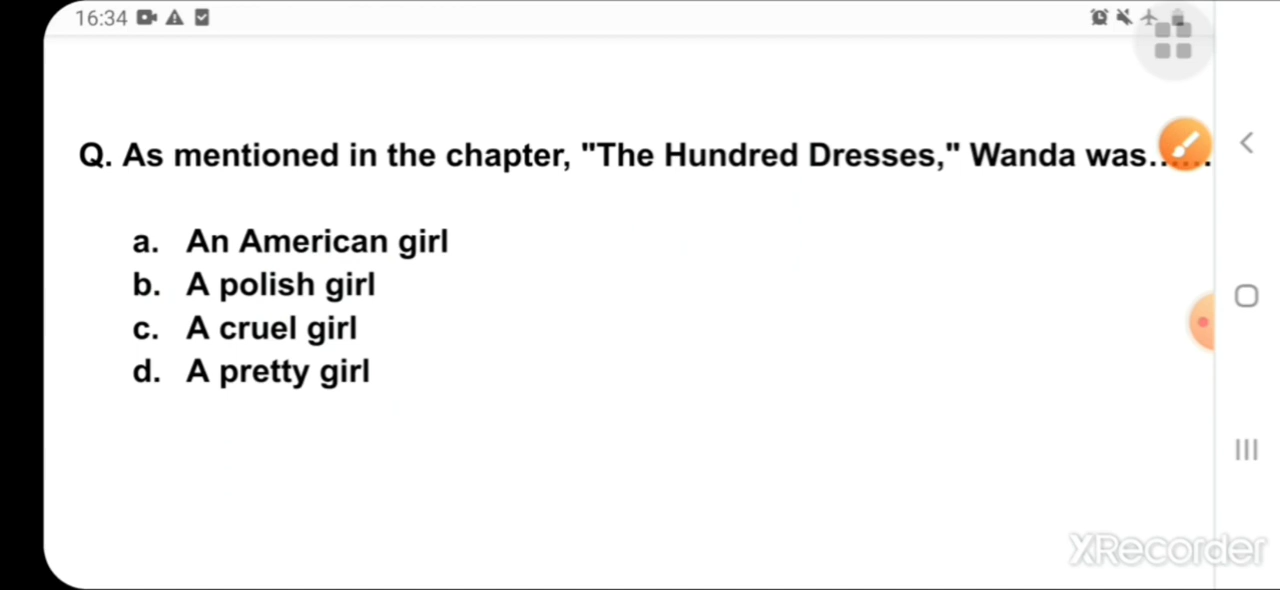 16:34
Q. As mentioned in the chapter, "The Hundred Dresses," Wanda was......
a. An American girl
b. A polish girl
c. A cruel girl
d. A pretty girl
XRecorder